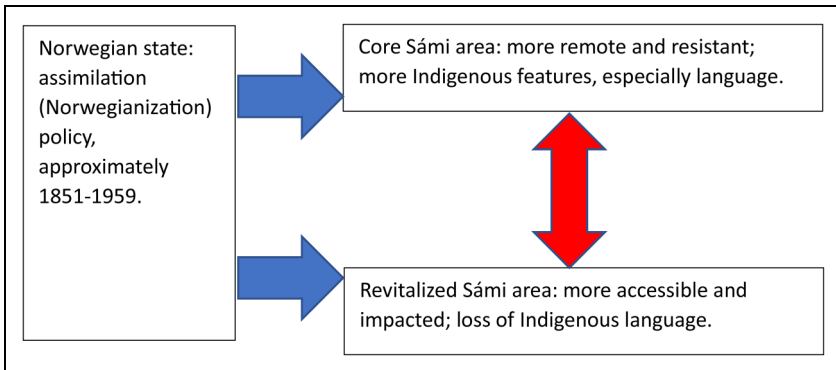 Norwegian state:
assimilation
(Norwegianization)
policy,
approximately
1851-1959.
Core Sámi area: more remote and resistant;
more Indigenous features, especially language.
Revitalized Sámi area: more accessible and
impacted; loss of Indigenous language.